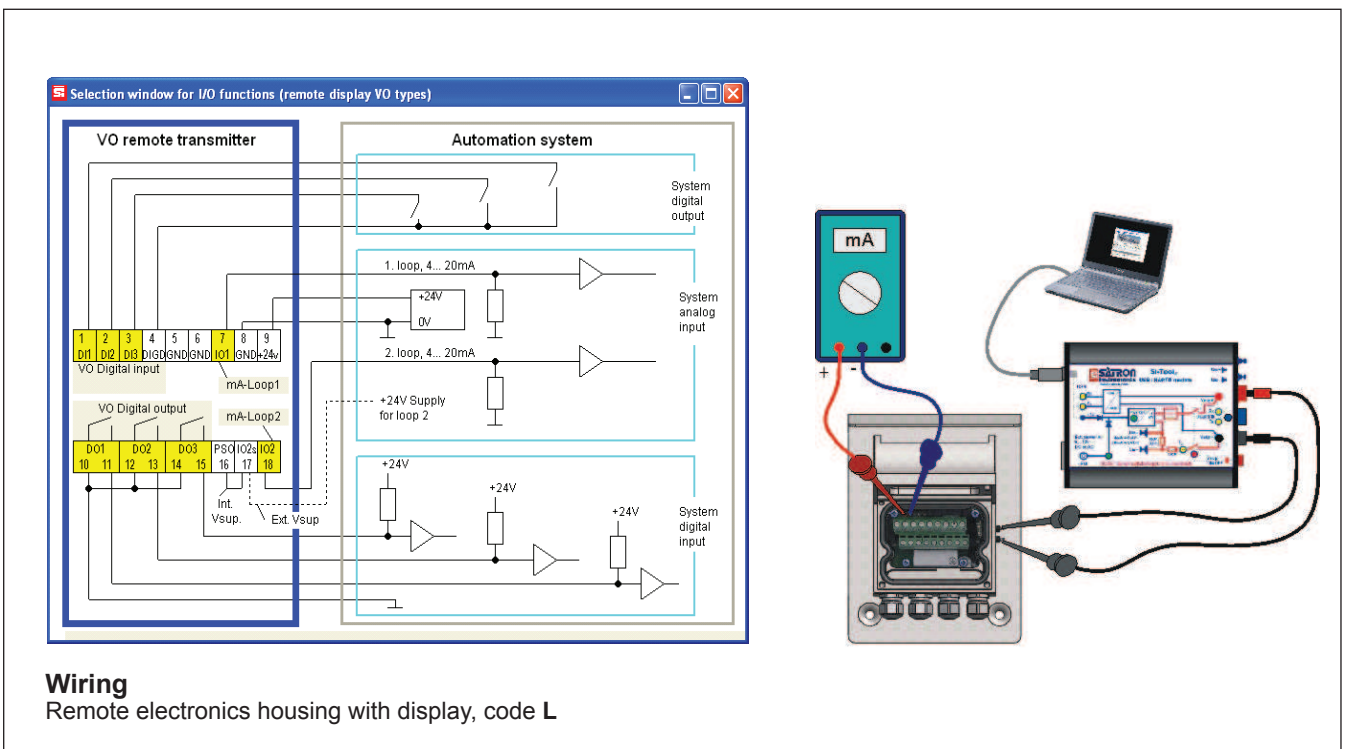 Selection window for I/O functions (remote display VO types)
VO remote transmitter
Automation system
System
digital
output
1. loop, 4... 20mA
+24V
0V
System
analog
input
1 2 3 4 5 6 7 8 9
DI1 DI2 DI3 DIGD GND GND IO1 GND +24v
VO Digital input
mA-Loop1
2. loop, 4... 20mA
+24V Supply
for loop 2
VO Digital output
mA-Loop2
DO1 DO2 DO3 PSO IO2s IO2
10 11 12 13 14 15 16 17 18
Int.
Vsup.
Ext. Vsup
+24V
+24V
+24V
System
digital
input
mA
+ -
SATRON
Si-Tool
Wiring
Remote electronics housing with display, code L